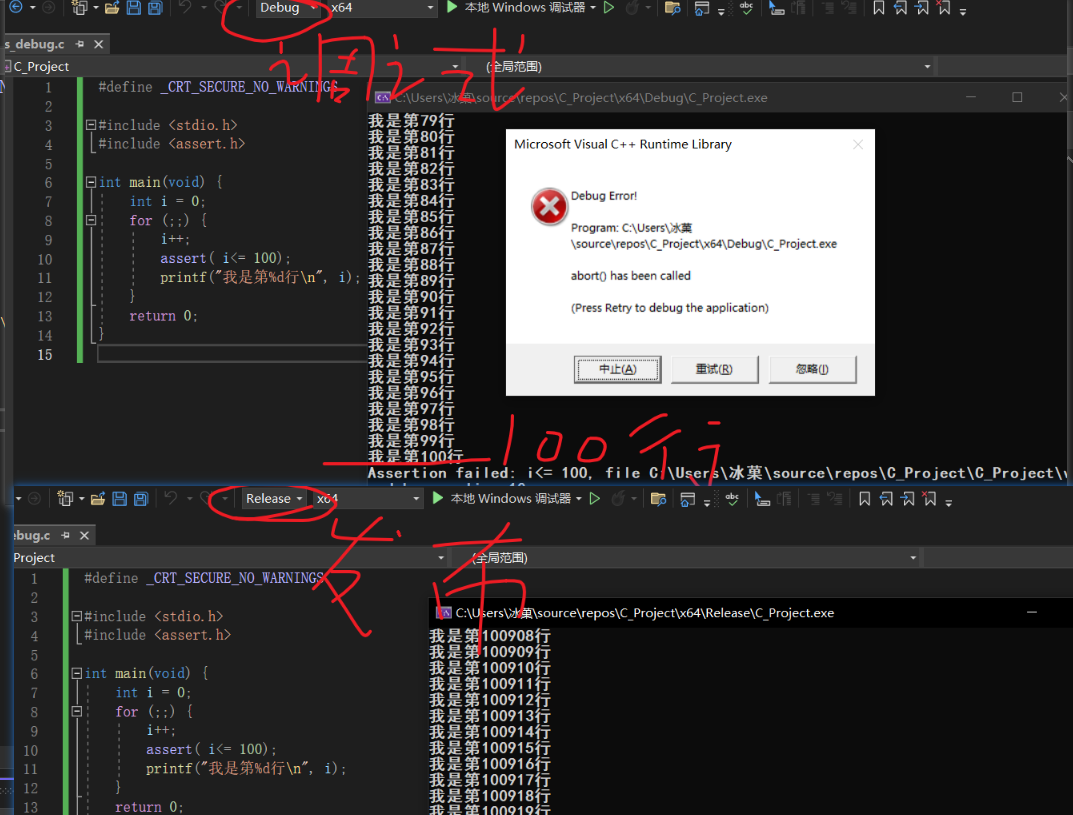 Debug x64 本地 Windows 调试器
s_debug.c
C_Project (全局范围)
调试
1 #define _CRT_SECURE_NO_WARNINGS
2
3 #include <stdio.h>
4 #include <assert.h>
5
6 int main(void) {
7 int i = 0;
8 for (;;) {
9 i++;
10 assert( i<= 100);
11 printf("我是第%d行\n", i);
12 }
13 return 0;
14 }
15
C:\Users\冰菓\source\repos\C_Project\x64\Debug\C_Project.exe
我是第79行
我是第80行
我是第81行
我是第82行
我是第83行
我是第84行
我是第85行
我是第86行
我是第87行
我是第88行
我是第89行
我是第90行
我是第91行
我是第92行
我是第93行
我是第94行
我是第95行
我是第96行
我是第97行
我是第98行
我是第99行
我是第100行
Assertion failed: i<= 100, file C:\Users\冰菓\source\repos\C_Project\C_Project\
Microsoft Visual C++ Runtime Library
Debug Error!
Program: C:\Users\冰菓
\source\repos\C_Project\x64\Debug\C_Project.exe
abort() has been called
(Press Retry to debug the application)
中止(A) 重试(R) 忽略(I)
100行
Release x64 本地 Windows 调试器
ebug.c
Project (全局范围)
发布
1 #define _CRT_SECURE_NO_WARNINGS
2
3 #include <stdio.h>
4 #include <assert.h>
5
6 int main(void) {
7 int i = 0;
8 for (;;) {
9 i++;
10 assert( i<= 100);
11 printf("我是第%d行\n", i);
12 }
13 return 0;
C:\Users\冰菓\source\repos\C_Project\x64\Release\C_Project.exe
我是第100908行
我是第100909行
我是第100910行
我是第100911行
我是第100912行
我是第100913行
我是第100914行
我是第100915行
我是第100916行
我是第100917行
我是第100918行
我是第100919行